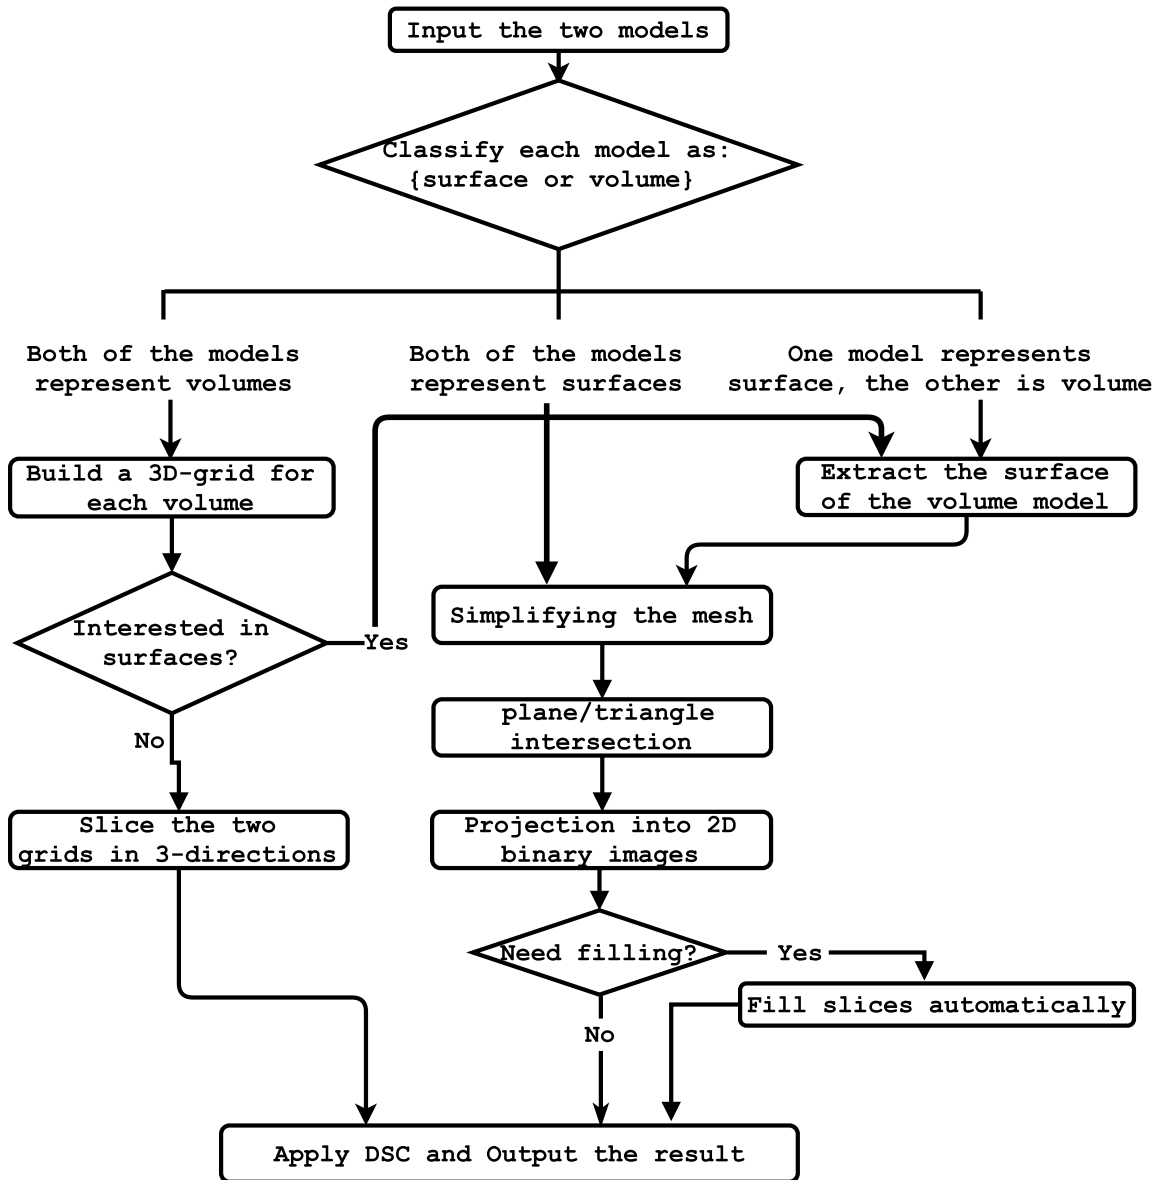 Input the two models
Classify each model as:
{surface or volume}
Both of the models
represent volumes
Both of the models
represent surfaces
One model represents
surface, the other is volume
Build a 3D-grid for
each volume
Extract the surface
of the volume model
Interested in
surfaces?
Yes
Simplifying the mesh
No
plane/triangle
intersection
Slice the two
grids in 3-directions
Projection into 2D
binary images
Need filling?
Yes
Fill slices automatically
No
Apply DSC and Output the result